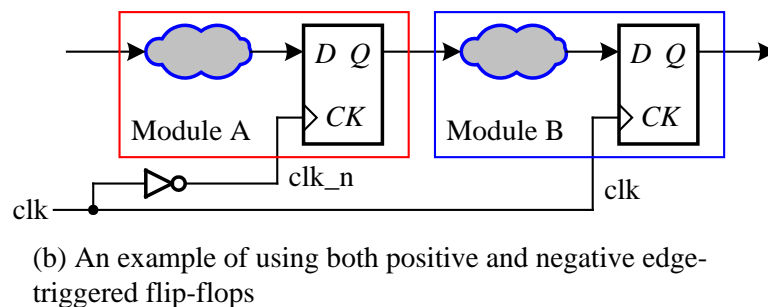 D Q
CK
Module A
D Q
CK
Module B
clk_n
clk
clk
(b) An example of using both positive and negative edge-
triggered flip-flops